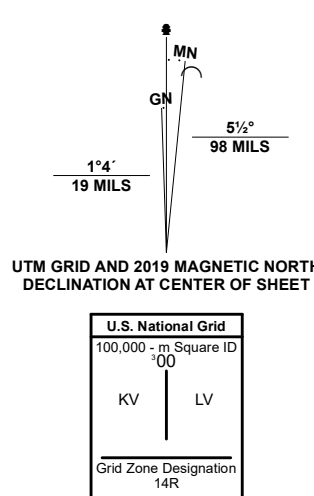 MN
GN
5½°
98 MILS
1°4´
19 MILS
UTM GRID AND 2019 MAGNETIC NORTH
DECLINATION AT CENTER OF SHEET
U.S. National Grid
100,000 - m Square ID
³00
KV LV
Grid Zone Designation
14R